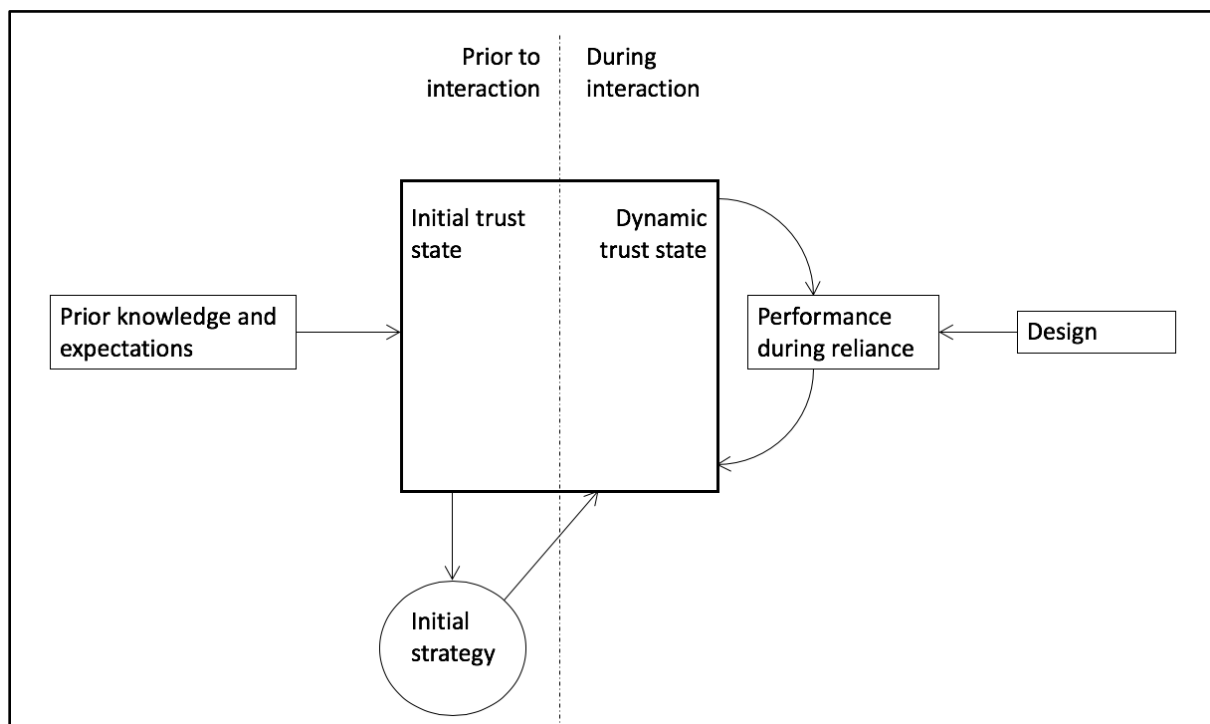 Prior to
interaction
During
interaction
Initial trust
state
Dynamic
trust state
Prior knowledge and
expectations
Performance
during reliance
Design
Initial
strategy